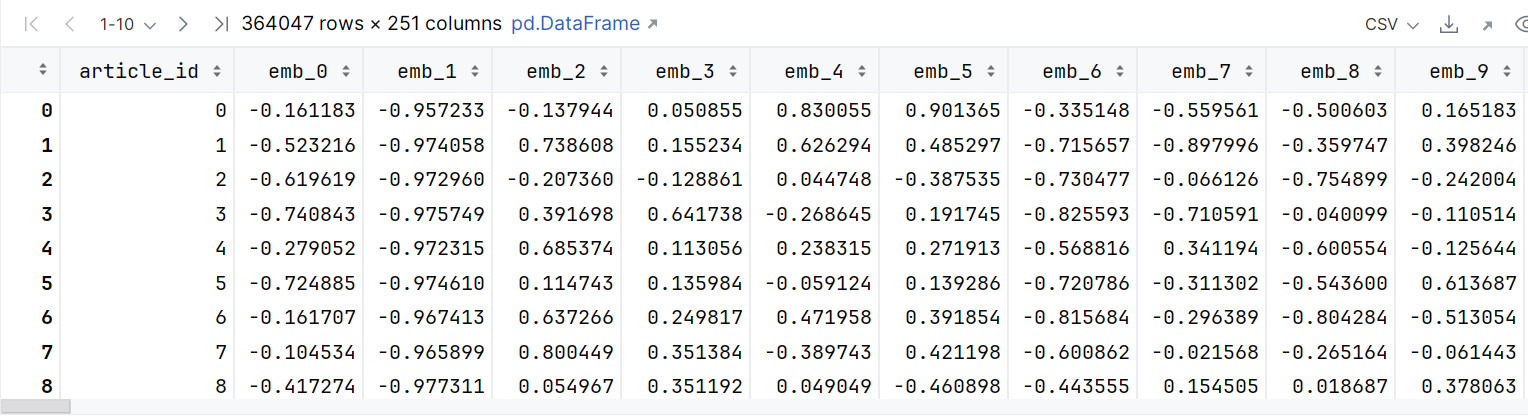 1-10 364047 rows × 251 columns pd.DataFrame CSV
article_id emb_0 emb_1 emb_2 emb_3 emb_4 emb_5 emb_6 emb_7 emb_8 emb_9
0 0 -0.161183 -0.957233 -0.137944 0.050855 0.830055 0.901365 -0.335148 -0.559561 -0.500603 0.165183
1 1 -0.523216 -0.974058 0.738608 0.155234 0.626294 0.485297 -0.715657 -0.897996 -0.359747 0.398246
2 2 -0.619619 -0.972960 -0.207360 -0.128861 0.044748 -0.387535 -0.730477 -0.066126 -0.754899 -0.242004
3 3 -0.740843 -0.975749 0.391698 0.641738 -0.268645 0.191745 -0.825593 -0.710591 -0.040099 -0.110514
4 4 -0.279052 -0.972315 0.685374 0.113056 0.238315 0.271913 -0.568816 0.341194 -0.600554 -0.125644
5 5 -0.724885 -0.974610 0.114743 0.135984 -0.059124 0.139286 -0.720786 -0.311302 -0.543600 0.613687
6 6 -0.161707 -0.967413 0.637266 0.249817 0.471958 0.391854 -0.815684 -0.296389 -0.804284 -0.513054
7 7 -0.104534 -0.965899 0.800449 0.351384 -0.389743 0.421198 -0.600862 -0.021568 -0.265164 -0.061443
8 8 -0.417274 -0.977311 0.054967 0.351192 0.049049 -0.460898 -0.443555 0.154505 0.018687 0.378063